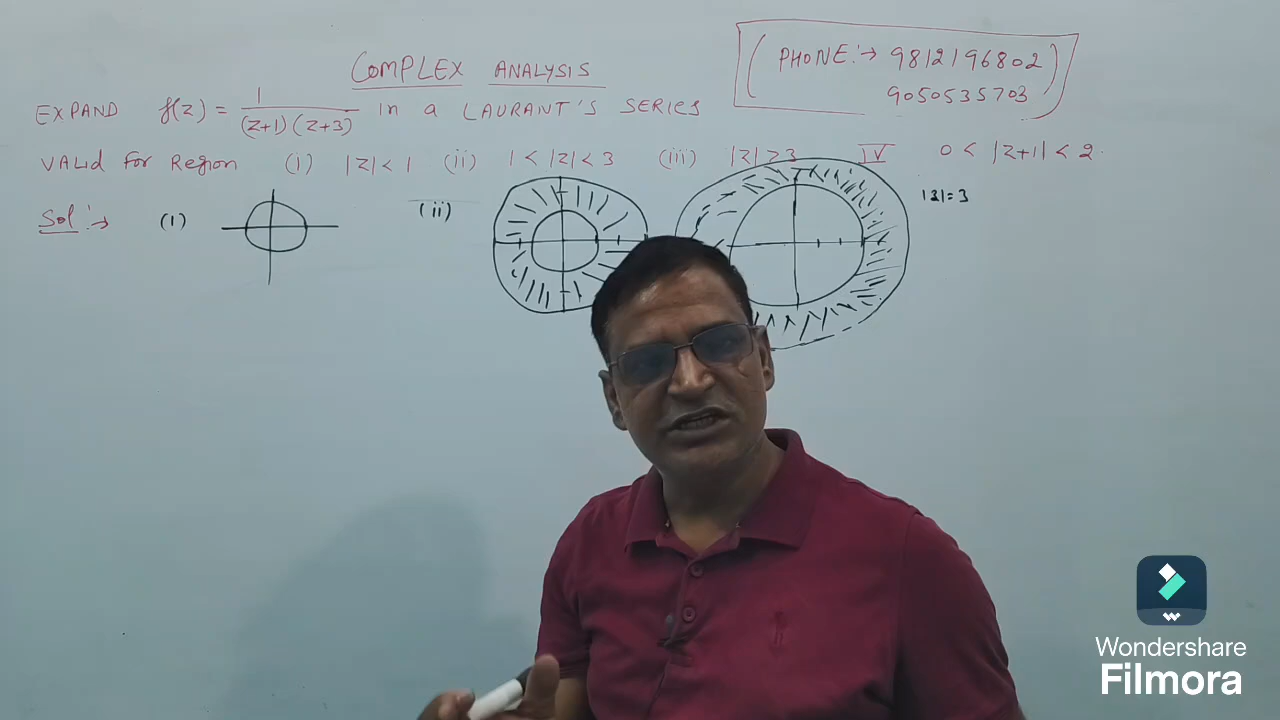 COMPLEX ANALYSIS
( PHONE:→ 9812196802
9050535703 )
EXPAND f(z) = 1/((z+1)(z+3)) in a LAURANT'S SERIES
VALid for Region (i) |z| < 1 (ii) 1 < |z| < 3 (iii) |z| > 3 IV 0 < |z+1| < 2.
Sol:→ (i) (ii) |z|=3
Wondershare
Filmora